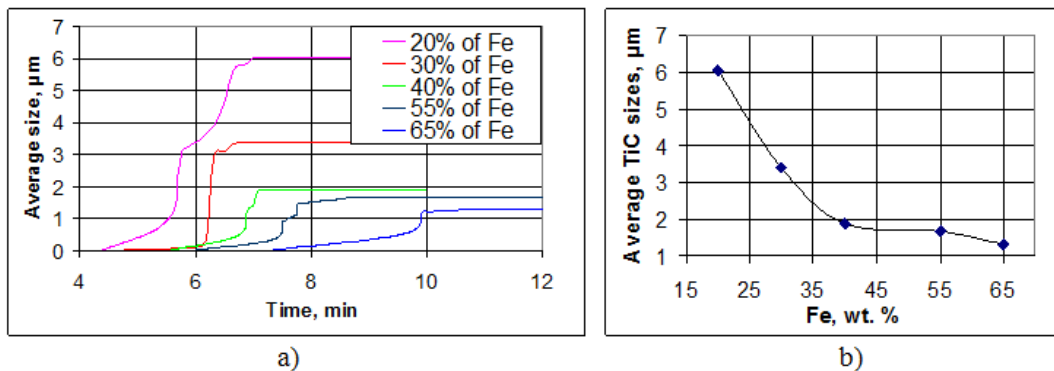 7
6
5
4
3
2
1
0
Average size, µm
4 6 8 10 12
Time, min
20% of Fe
30% of Fe
40% of Fe
55% of Fe
65% of Fe
a)
7
6
5
4
3
2
1
Average TiC sizes, µm
15 25 35 45 55 65
Fe, wt. %
b)